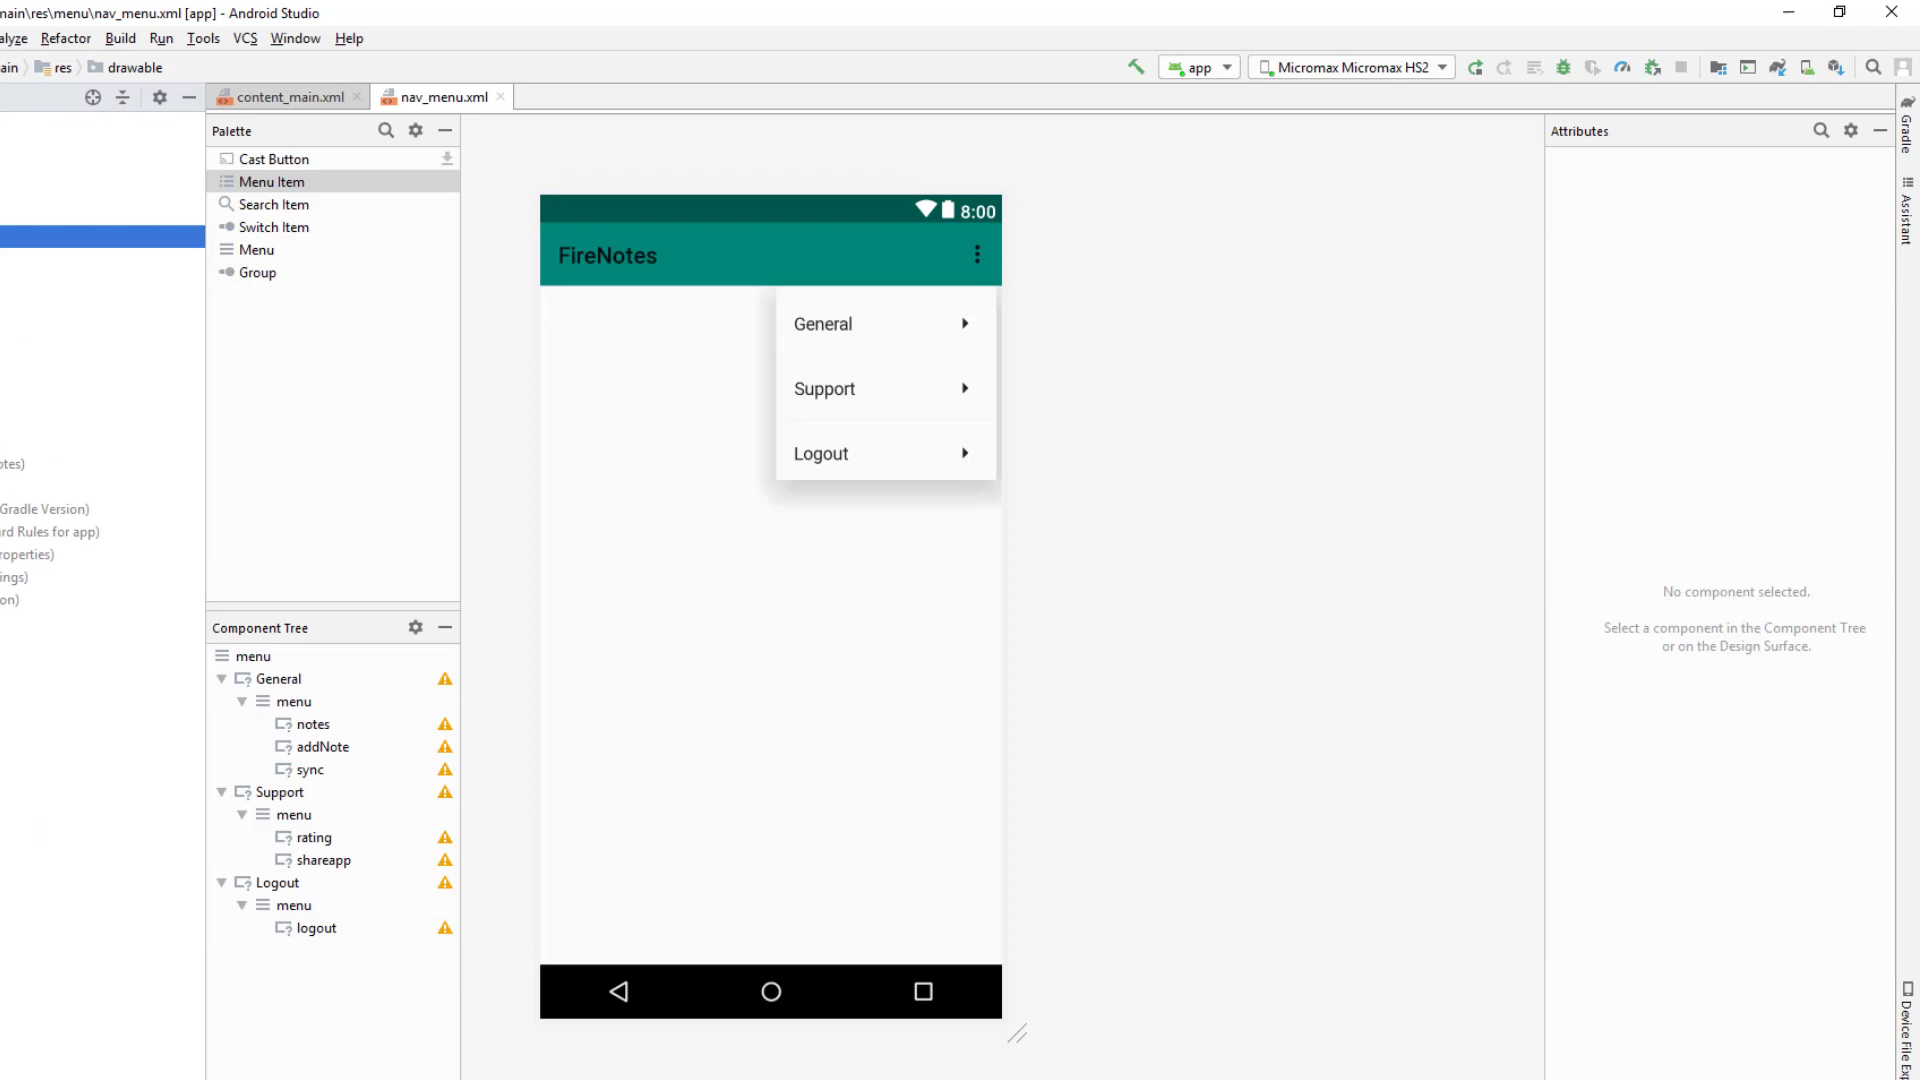 nain\res\menu\nav_menu.xml [app] - Android Studio
alyze Refactor Build Run Tools VCS Window Help
ain res drawable
app Micromax Micromax HS2
content_main.xml nav_menu.xml
Palette
Cast Button
Menu Item
Search Item
Switch Item
Menu
Group
8:00
FireNotes
General
Support
Logout
Attributes
No component selected.
Select a component in the Component Tree
or on the Design Surface.
Gradle
Assistant
Device File Exp
otes)
Gradle Version)
rd Rules for app)
roperties)
ings)
on)
Component Tree
menu
General
menu
notes
addNote
sync
Support
menu
rating
shareapp
Logout
menu
logout